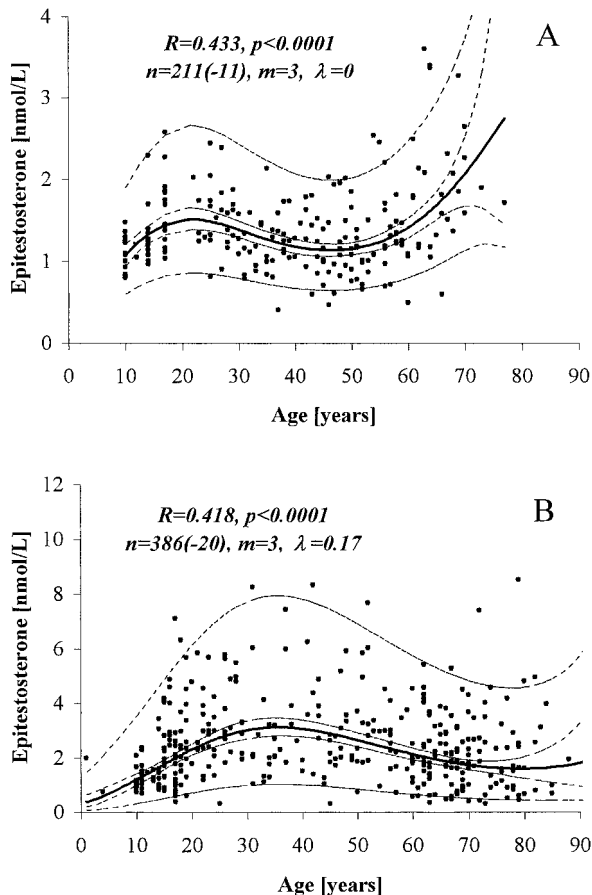 4
A
R=0.433, p<0.0001
n=211(-11), m=3, λ=0
3
2
1
0
Epitestosterone [nmol/L]
0 10 20 30 40 50 60 70 80 90
Age [years]
12
B
R=0.418, p<0.0001
n=386(-20), m=3, λ=0.17
10
8
6
4
2
0
Epitestosterone [nmol/L]
0 10 20 30 40 50 60 70 80 90
Age [years]